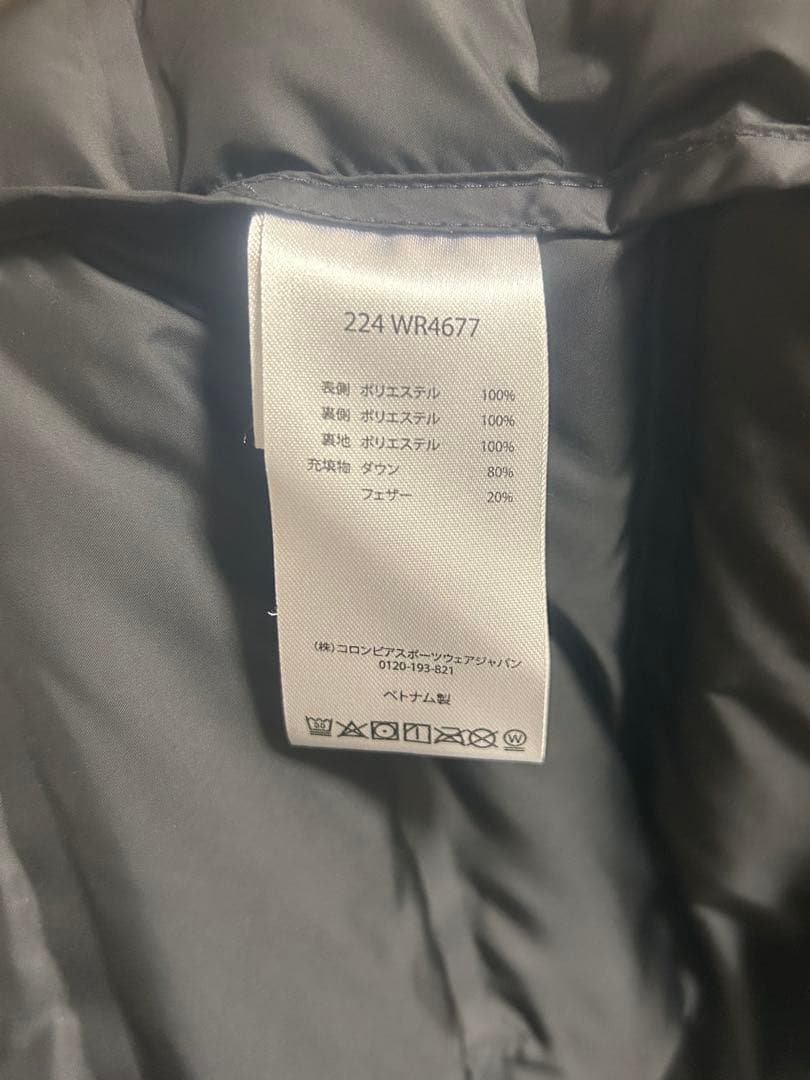 224 WR4677
表側 ポリエステル 100%
裏側 ポリエステル 100%
裏地 ポリエステル 100%
充填物 ダウン 80%
フェザー 20%
(株)コロンビアスポーツウェアジャパン
0120-193-821
ベトナム製
W